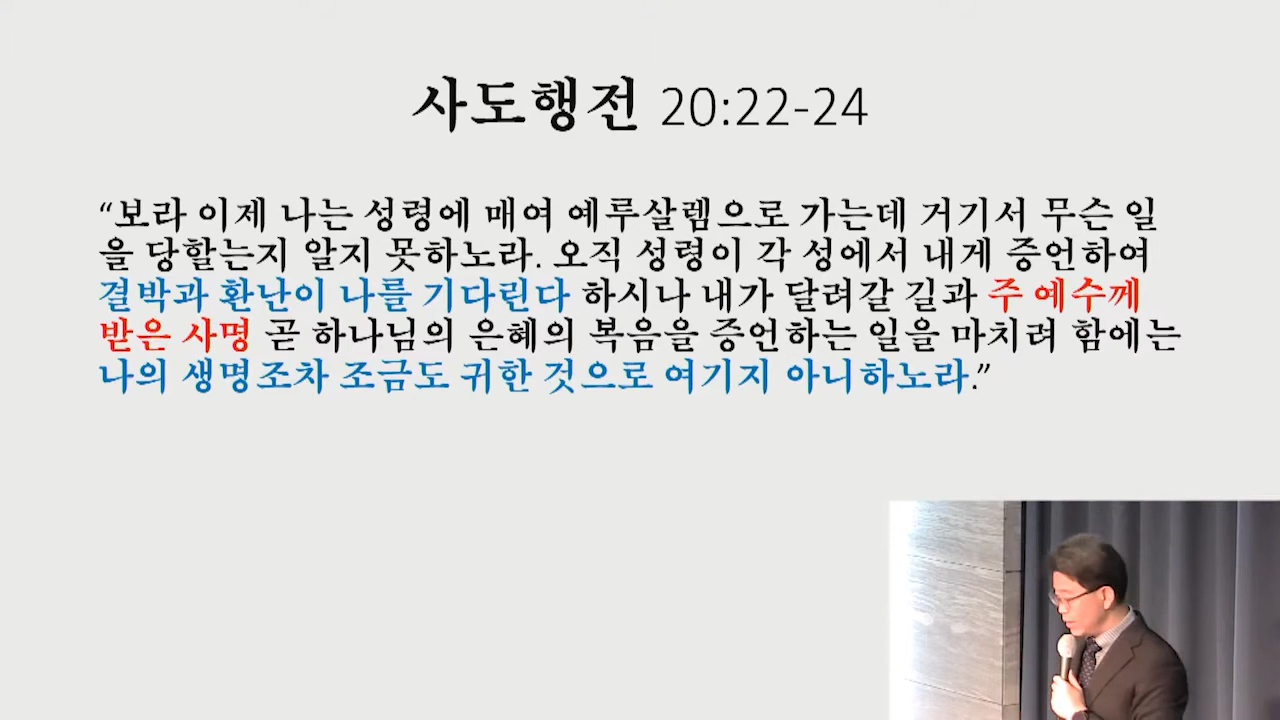 사도행전 20:22-24
“보라 이제 나는 성령에 매여 예루살렘으로 가는데 거기서 무슨 일
을 당할는지 알지 못하노라. 오직 성령이 각 성에서 내게 증언하여
결박과 환난이 나를 기다린다 하시나 내가 달려갈 길과 주 예수께
받은 사명 곧 하나님의 은혜의 복음을 증언하는 일을 마치려 함에는
나의 생명조차 조금도 귀한 것으로 여기지 아니하노라.”